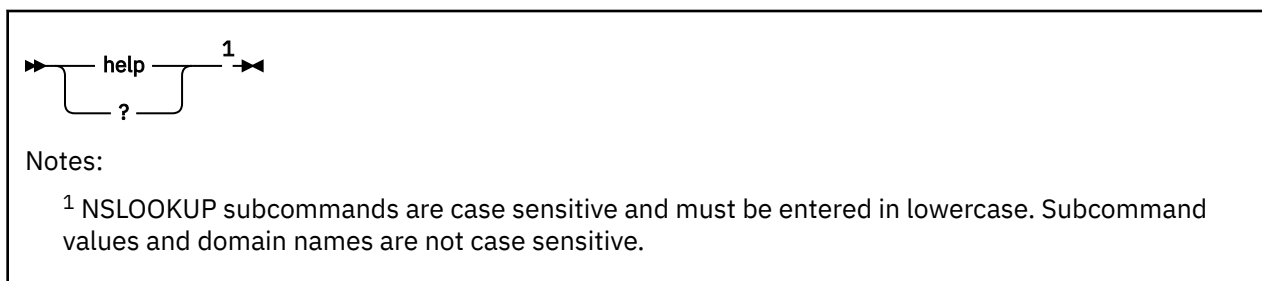 help 1
?
Notes:
1 NSLOOKUP subcommands are case sensitive and must be entered in lowercase. Subcommand
values and domain names are not case sensitive.